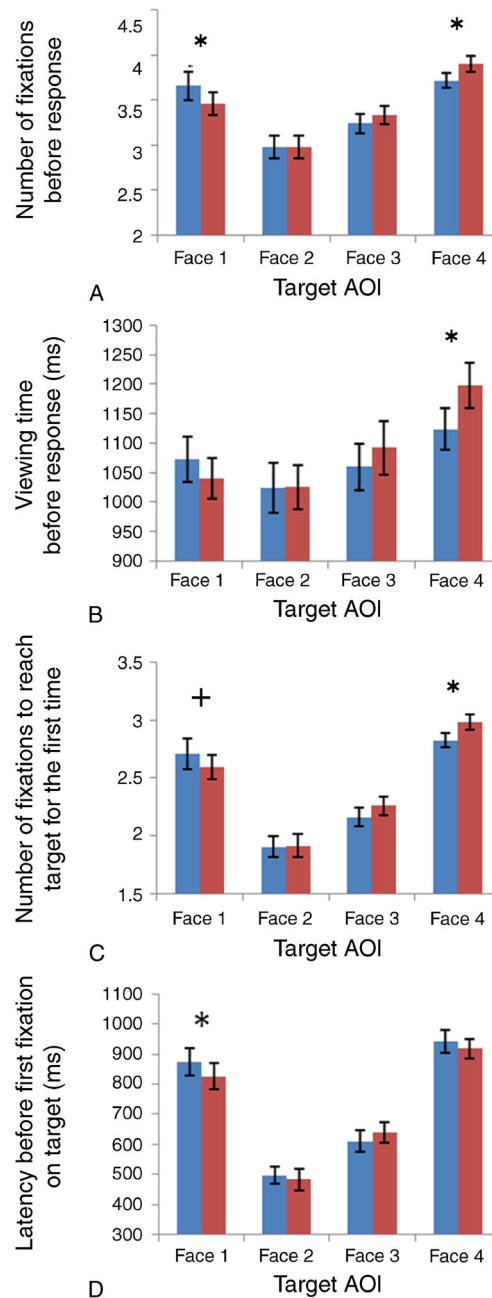 Number of fixations
before response
4.5
4
3.5
3
2.5
2
*
*
Face 1 Face 2 Face 3 Face 4
Target AOI
A
Viewing time
before response (ms)
1300
1250
1200
1150
1100
1050
1000
950
900
*
Face 1 Face 2 Face 3 Face 4
Target AOI
B
Number of fixations to reach
target for the first time
3.5
3
2.5
2
1.5
+
*
Face 1 Face 2 Face 3 Face 4
Target AOI
C
Latency before first fixation
on target (ms)
1100
1000
900
800
700
600
500
400
300
*
Face 1 Face 2 Face 3 Face 4
Target AOI
D